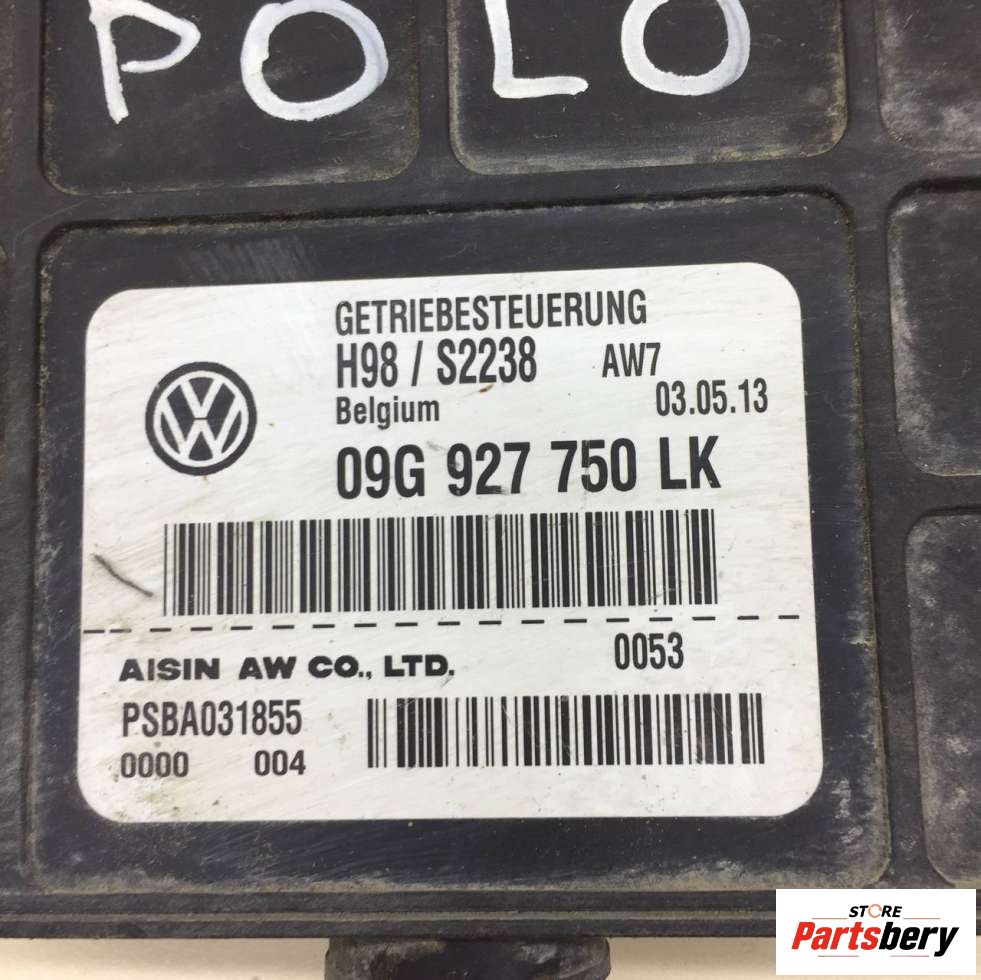 POLO
GETRIEBESTEUERUNG
H98 / S2238 AW7
Belgium 03.05.13
09G 927 750 LK
AISIN AW CO., LTD. 0053
PSBA031855
0000 004
STORE
Partsbery